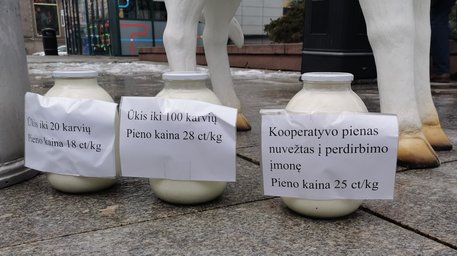 Ūkis iki 20 karvių
Pieno kaina 18 ct/kg
Ūkis iki 100 karvių
Pieno kaina 28 ct/kg
Kooperatyvo pienas
nuvežtas į perdirbimo
įmonę
Pieno kaina 25 ct/kg